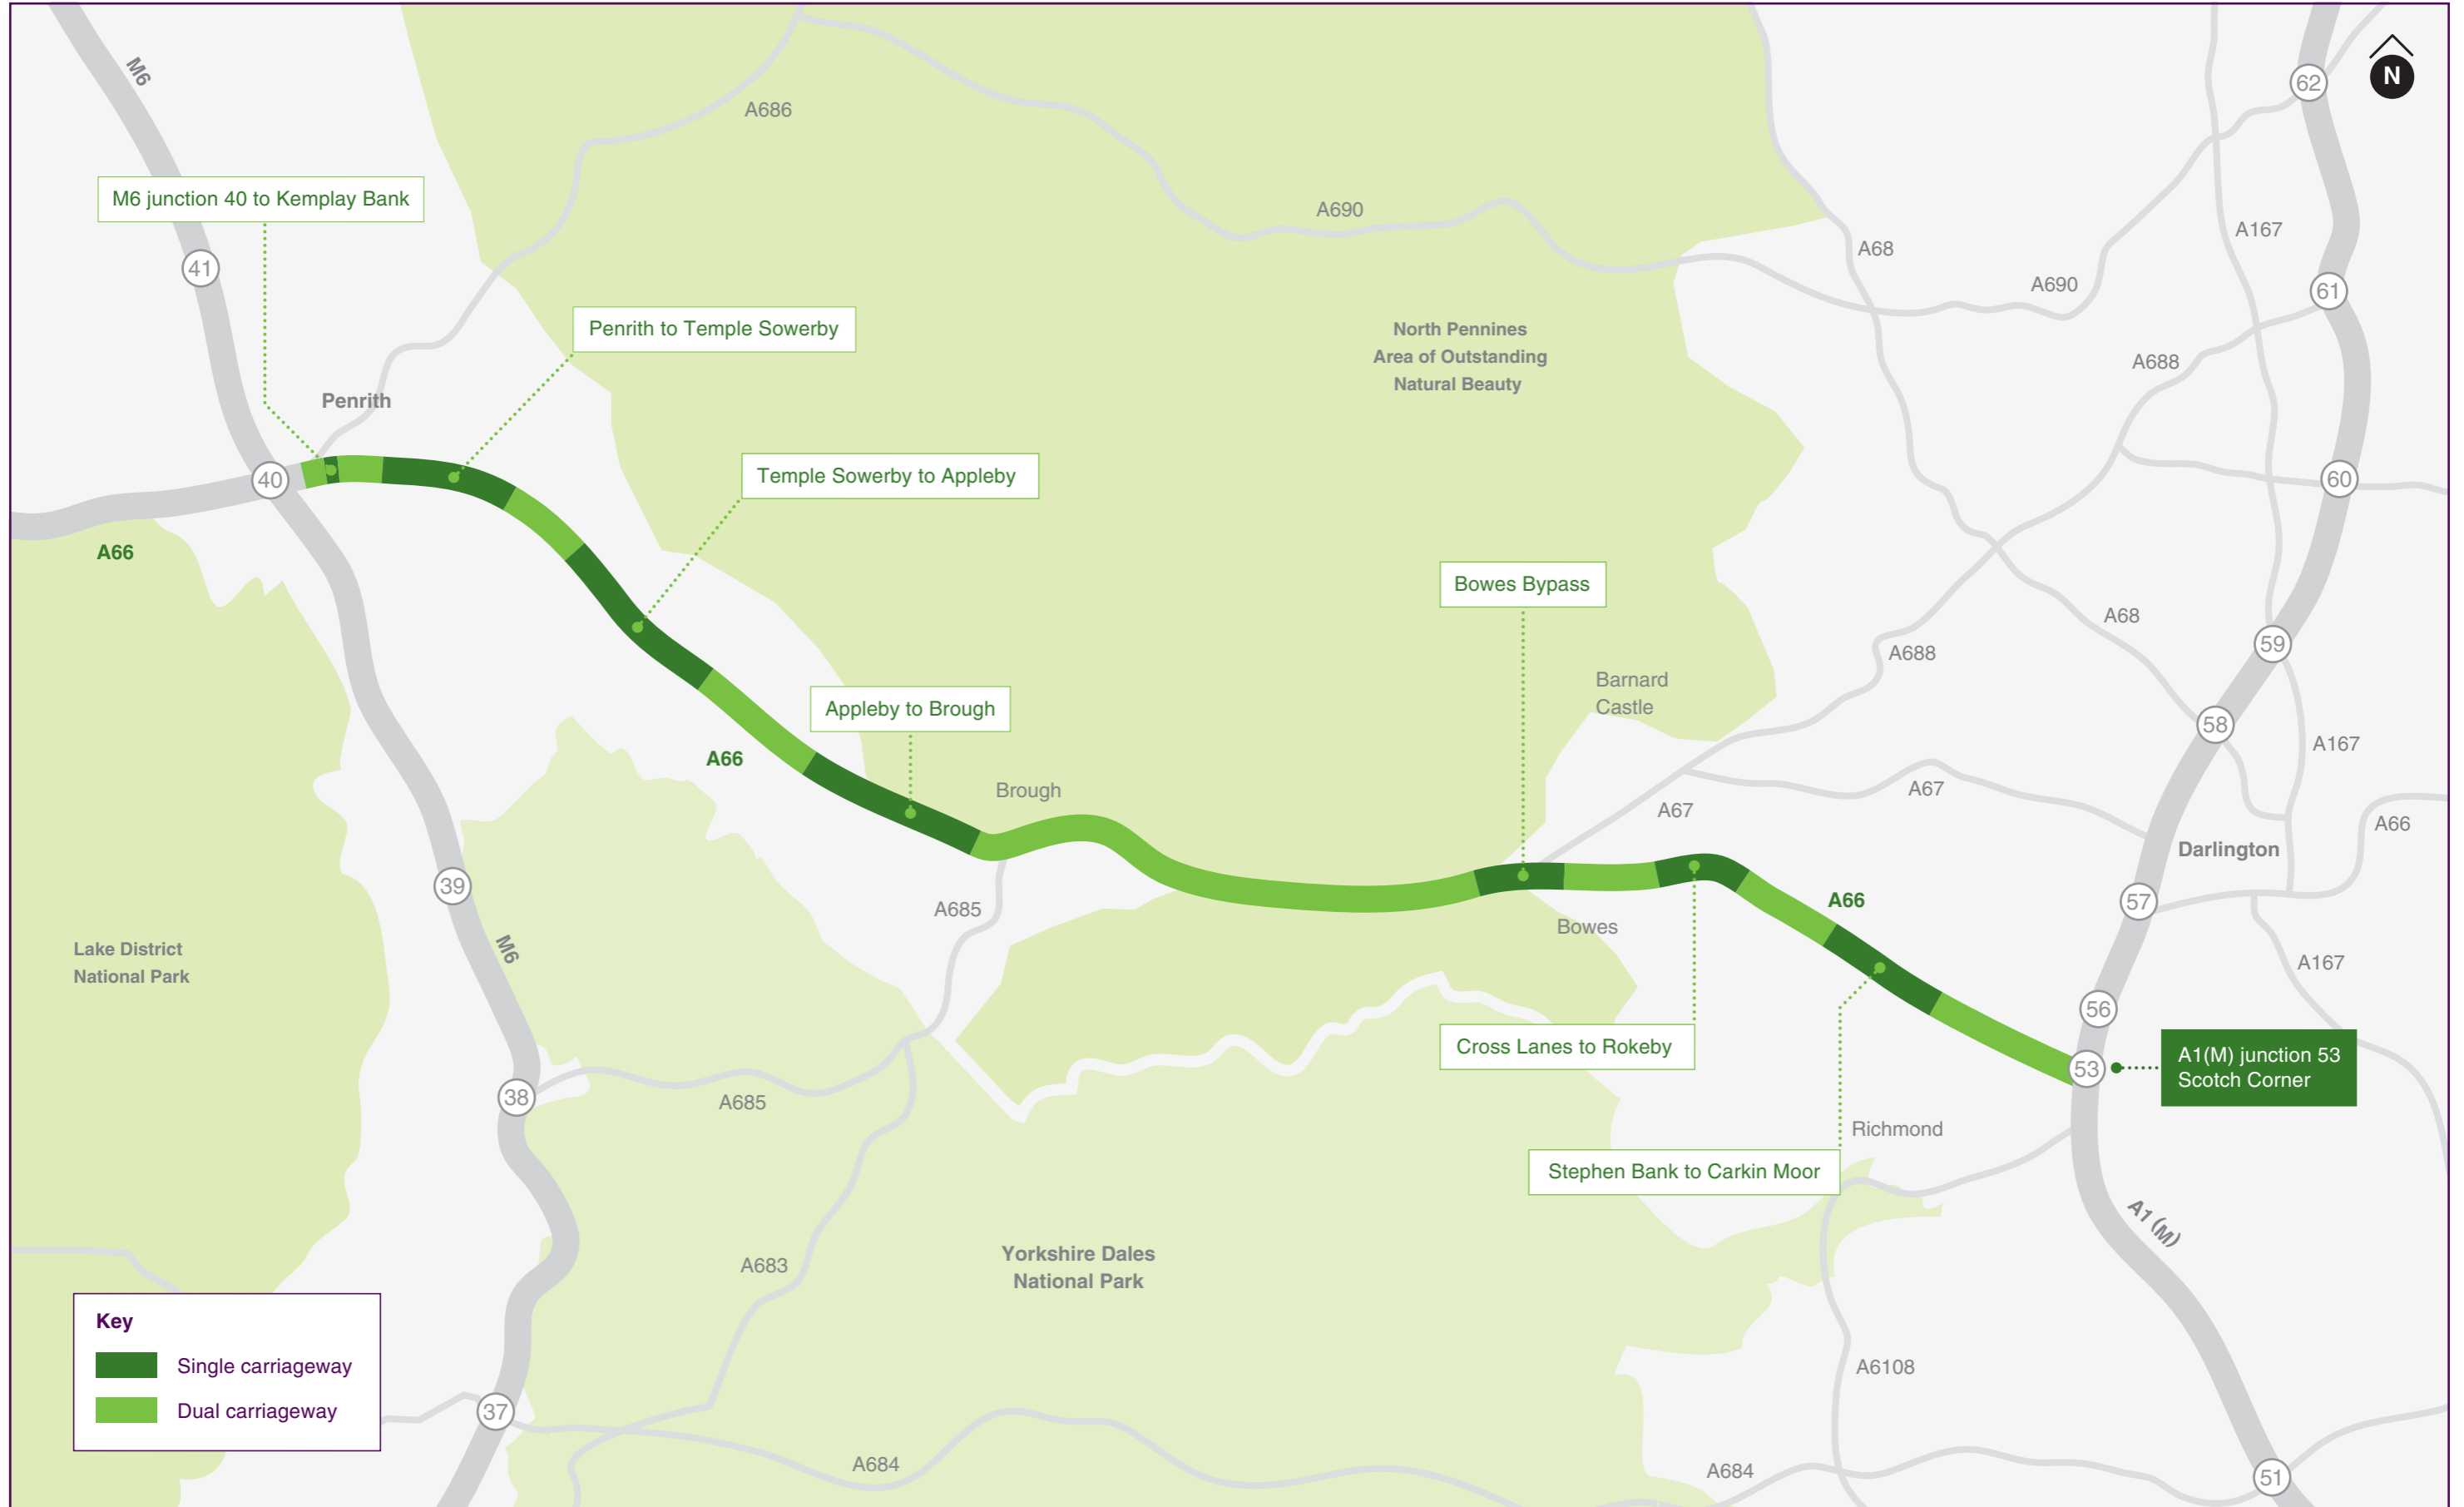 M6
N
62
A686
M6 junction 40 to Kemplay Bank
A690
A167
A68
41
A690
61
Penrith to Temple Sowerby
North Pennines
Area of Outstanding
Natural Beauty
A688
Penrith
Temple Sowerby to Appleby
40
60
A66
Bowes Bypass
A68
59
A688
Barnard
Castle
Appleby to Brough
58
A66
A167
Brough
A67
A67
A66
Darlington
39
57
A66
A685
Bowes
M6
Lake District
National Park
A167
56
Cross Lanes to Rokeby
A1(M) junction 53
Scotch Corner
53
38
A685
Richmond
Stephen Bank to Carkin Moor
A1 (M)
A683
Yorkshire Dales
National Park
Key
Single carriageway
Dual carriageway
A6108
37
A684
A684
51